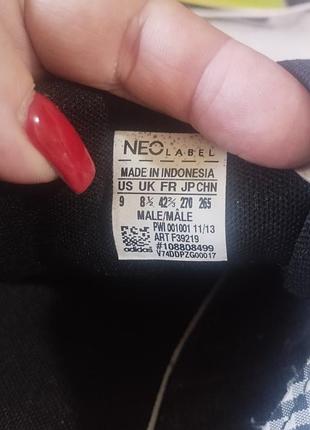 NEO LABEL
MADE IN INDONESIA
US UK FR JP CHN
9 8½ 42⅔ 270 265
MALE/MÂLE
PWI 001001 11/13
ART F39219
#108808499
adidas
V74DDPZG00017